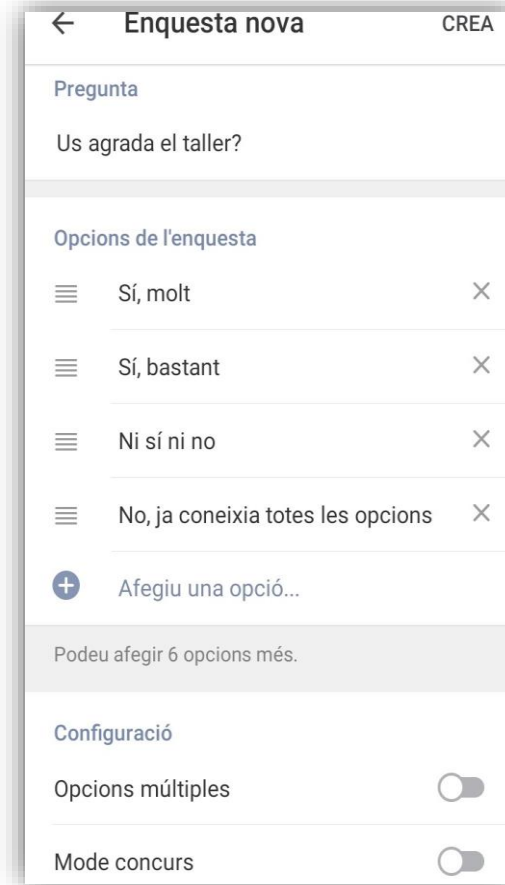 Enquesta nova CREA
Pregunta
Us agrada el taller?
Opcions de l'enquesta
Sí, molt
Sí, bastant
Ni sí ni no
No, ja coneixia totes les opcions
Afegiu una opció...
Podeu afegir 6 opcions més.
Configuració
Opcions múltiples
Mode concurs